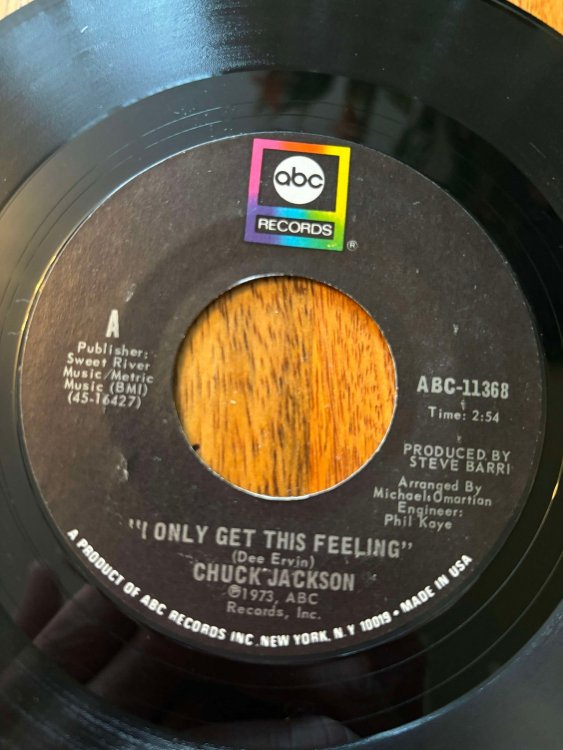 abc
RECORDS
®
A
Publisher:
Sweet River
Music/Metric
Music (BMI)
(45-16427)
ABC-11368
Time: 2:54
PRODUCED BY
STEVE BARRI
Arranged By
Michael Omartian
Engineer:
Phil Kaye
"I ONLY GET THIS FEELING"
(Dee Ervin)
CHUCK JACKSON
℗1973, ABC
Records, Inc.
A PRODUCT OF ABC RECORDS INC. NEW YORK, N.Y 10019 • MADE IN USA